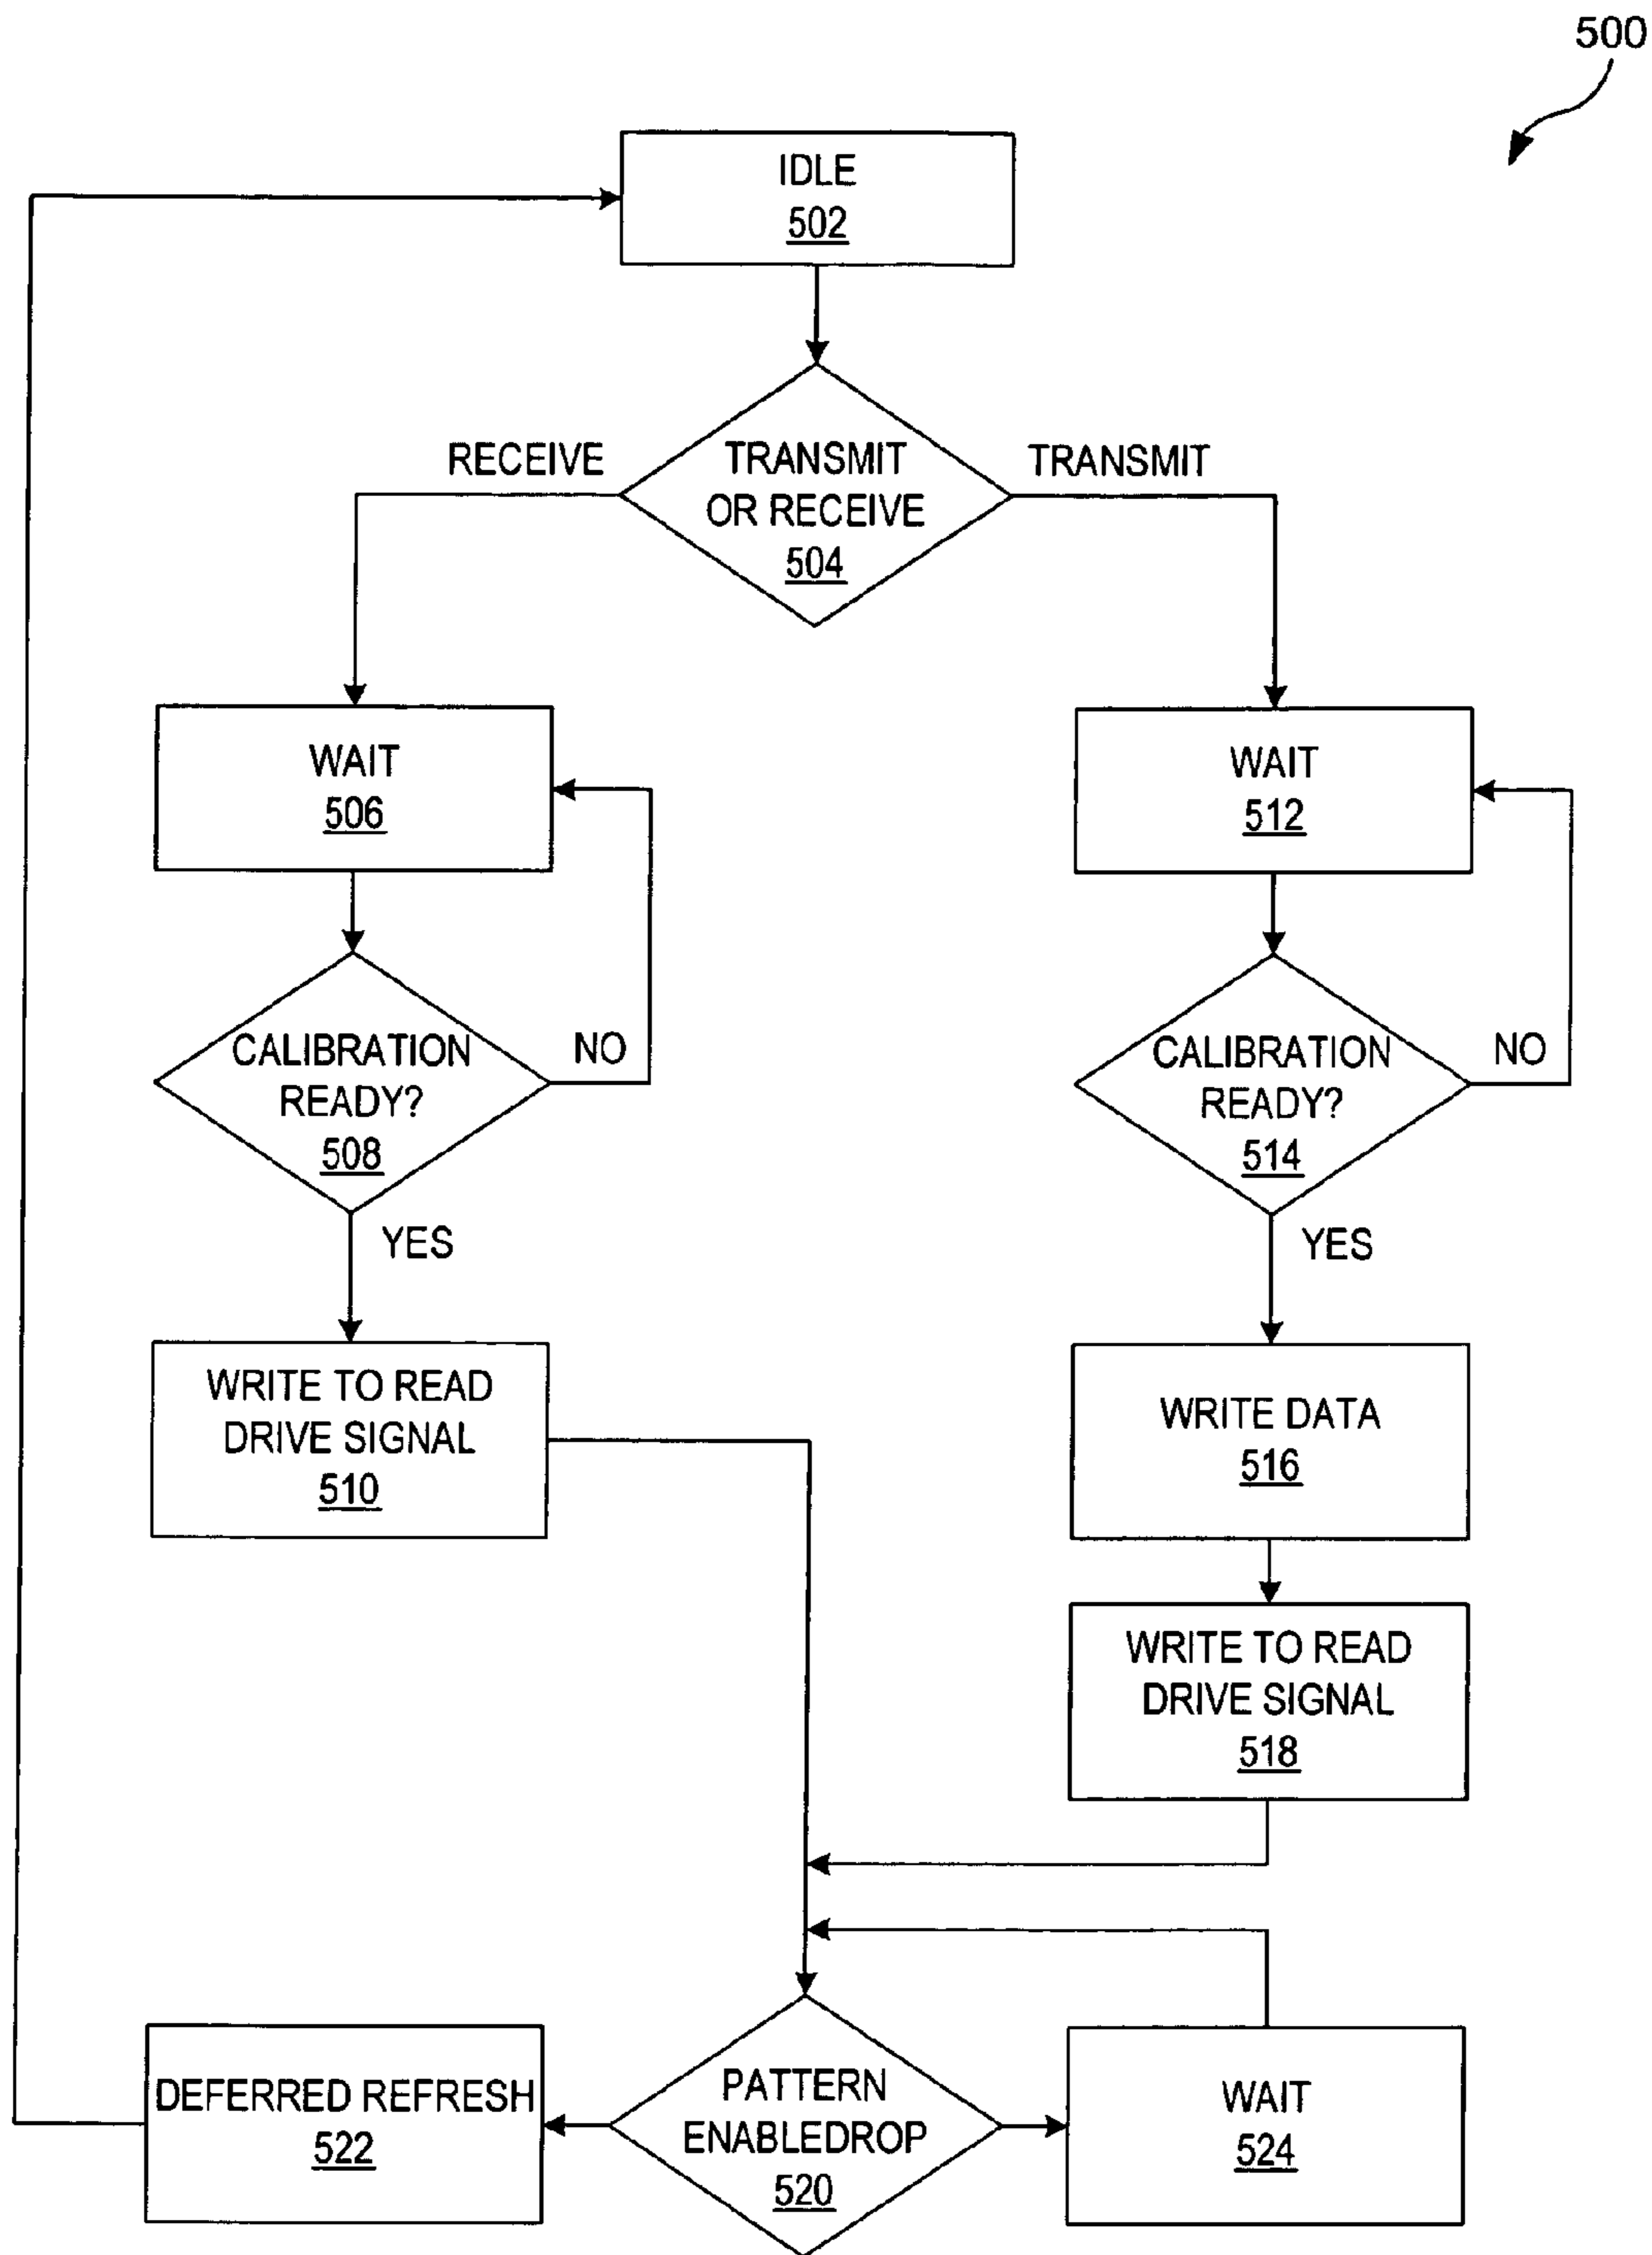 500
IDLE
502
RECEIVE
TRANSMIT
OR RECEIVE
504
TRANSMIT
WAIT
506
WAIT
512
CALIBRATION
READY?
508
NO
CALIBRATION
READY?
514
NO
YES
YES
WRITE TO READ
DRIVE SIGNAL
510
WRITE DATA
516
WRITE TO READ
DRIVE SIGNAL
518
DEFERRED REFRESH
522
PATTERN
ENABLEDROP
520
WAIT
524